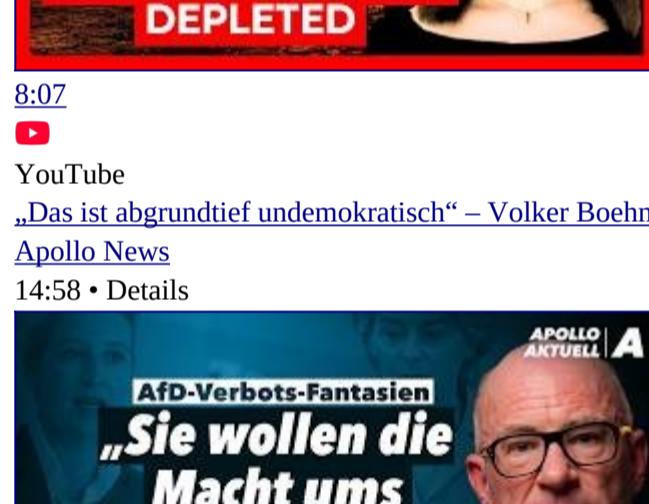 DEPLETED
8:07
YouTube
„Das ist abgrundtief undemokratisch“ – Volker Boehn
Apollo News
14:58 • Details
APOLLO
AKTUELL A
AfD-Verbots-Fantasien
„Sie wollen die
Macht ums